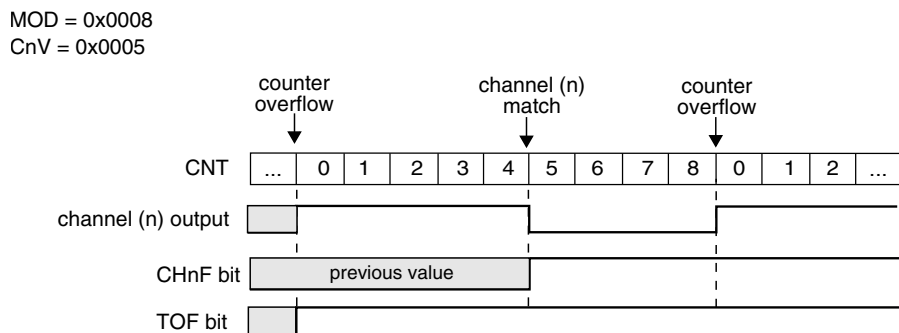 MOD = 0x0008
CnV = 0x0005
counter
overflow
channel (n)
match
counter
overflow
CNT ... 0 1 2 3 4 5 6 7 8 0 1 2 ...
channel (n) output
CHnF bit previous value
TOF bit